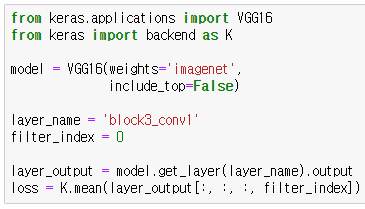 from keras.applications import VGG16
from keras import backend as K
model = VGG16(weights='imagenet',
include_top=False)
layer_name = 'block3_conv1'
filter_index = 0
layer_output = model.get_layer(layer_name).output
loss = K.mean(layer_output[:, :, :, filter_index])